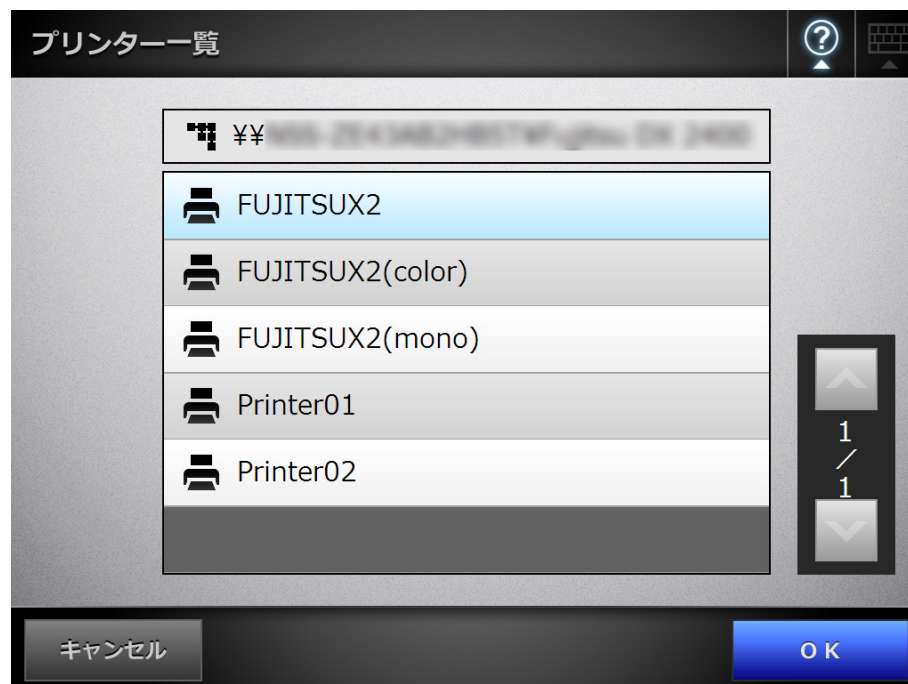 プリンター一覧
?
¥¥
FUJITSUX2
FUJITSUX2(color)
FUJITSUX2(mono)
Printer01
Printer02
1
/
1
キャンセル
OK